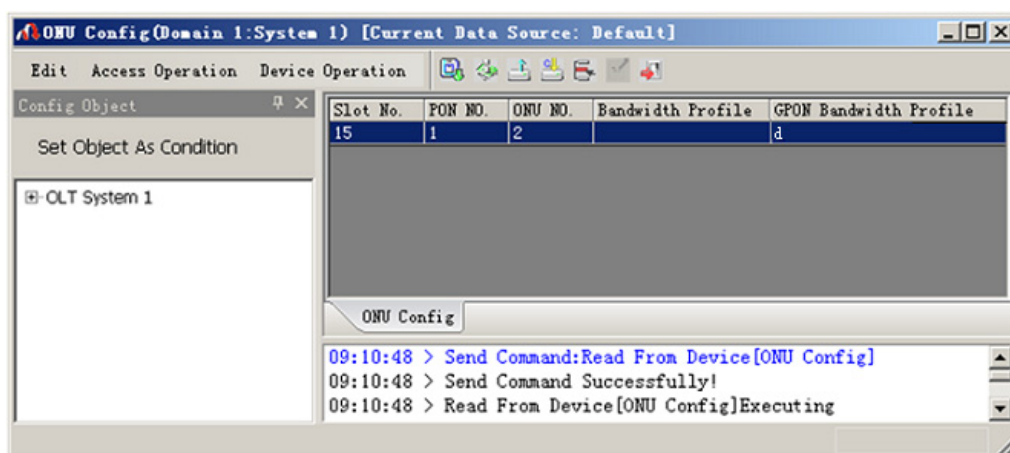 ONU Config(Domain 1:System 1) [Current Data Source: Default]
Edit Access Operation Device Operation
Config Object
Set Object As Condition
OLT System 1
Slot No. PON NO. ONU NO. Bandwidth Profile GPON Bandwidth Profile
15 1 2 d
ONU Config
09:10:48 > Send Command:Read From Device[ONU Config]
09:10:48 > Send Command Successfully!
09:10:48 > Read From Device[ONU Config]Executing